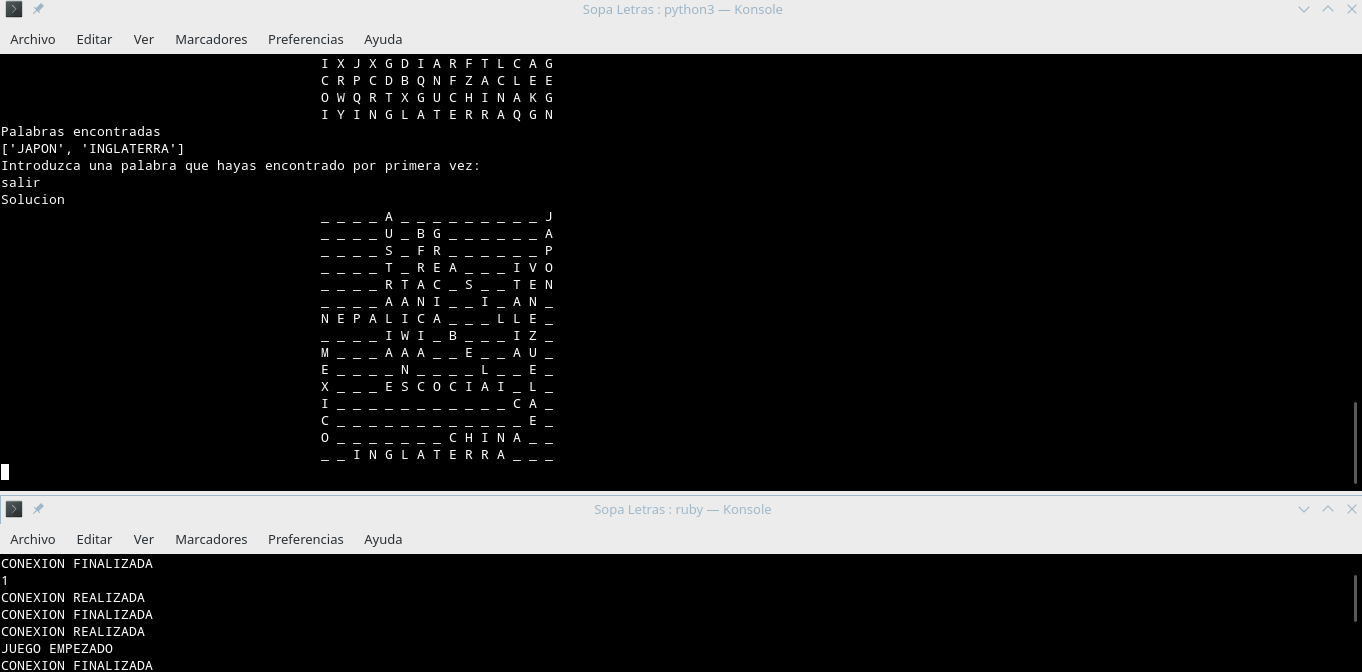 Sopa Letras : python3 — Konsole
Archivo Editar Ver Marcadores Preferencias Ayuda
I X J X G D I A R F T L C A G
C R P C D B Q N F Z A C L E E
O W Q R T X G U C H I N A K G
I Y I N G L A T E R R A Q G N
Palabras encontradas
['JAPON', 'INGLATERRA']
Introduzca una palabra que hayas encontrado por primera vez:
salir
Solucion
_ _ _ _ A _ _ _ _ _ _ _ _ _ J
_ _ _ _ U _ B G _ _ _ _ _ _ A
_ _ _ _ S _ F R _ _ _ _ _ _ P
_ _ _ _ T _ R E A _ _ _ I V O
_ _ _ _ R T A C _ S _ _ T E N
_ _ _ _ A A N I _ _ I _ A N _
N E P A L I C A _ _ _ L L E _
_ _ _ _ I W I _ B _ _ _ I Z _
M _ _ _ A A A _ _ E _ _ A U _
E _ _ _ _ N _ _ _ _ L _ _ E _
X _ _ _ E S C O C I A I _ L _
I _ _ _ _ _ _ _ _ _ _ _ C A _
C _ _ _ _ _ _ _ _ _ _ _ _ E _
O _ _ _ _ _ _ _ C H I N A _ _
_ _ I N G L A T E R R A _ _ _
Sopa Letras : ruby — Konsole
Archivo Editar Ver Marcadores Preferencias Ayuda
CONEXION FINALIZADA
1
CONEXION REALIZADA
CONEXION FINALIZADA
CONEXION REALIZADA
JUEGO EMPEZADO
CONEXION FINALIZADA